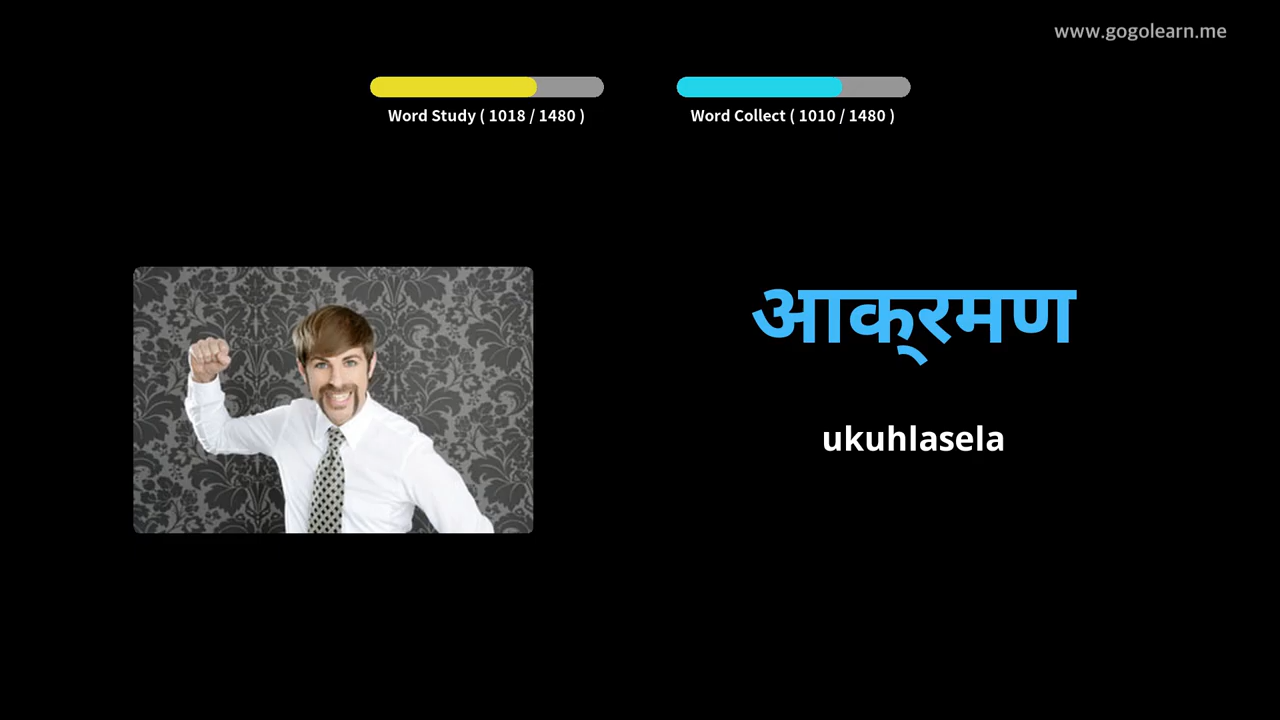 www.gogolearn.me
Word Study ( 1018 / 1480 )
Word Collect ( 1010 / 1480 )
आक्‌रमण
ukuhlasela